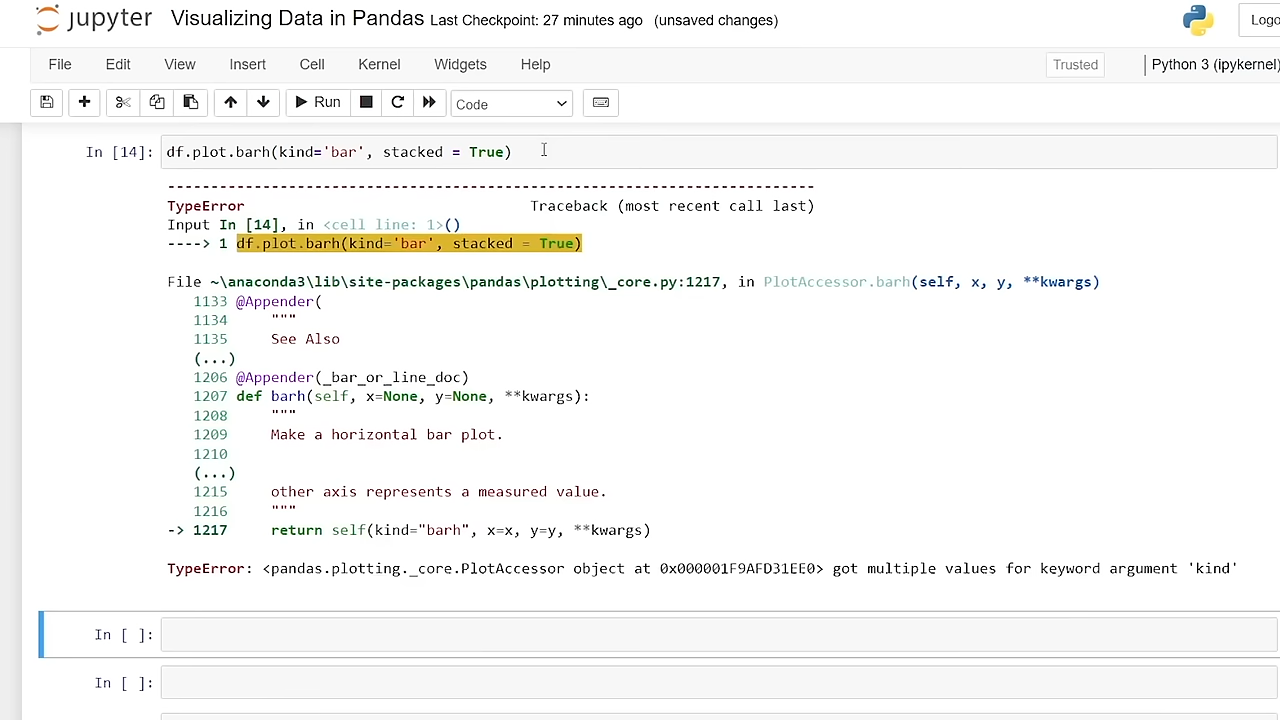 jupyter Visualizing Data in Pandas Last Checkpoint: 27 minutes ago (unsaved changes)
File Edit View Insert Cell Kernel Widgets Help Trusted Python 3 (ipykernel)
Run Code
In [14]: df.plot.barh(kind='bar', stacked = True)
---------------------------------------------------------------------------
TypeError Traceback (most recent call last)
Input In [14], in <cell line: 1>()
----> 1 df.plot.barh(kind='bar', stacked = True)
File ~\anaconda3\lib\site-packages\pandas\plotting\_core.py:1217, in PlotAccessor.barh(self, x, y, **kwargs)
1133 @Appender(
1134 """
1135 See Also
(...)
1206 @Appender(_bar_or_line_doc)
1207 def barh(self, x=None, y=None, **kwargs):
1208 """
1209 Make a horizontal bar plot.
1210
(...)
1215 other axis represents a measured value.
1216 """
-> 1217 return self(kind="barh", x=x, y=y, **kwargs)
TypeError: <pandas.plotting._core.PlotAccessor object at 0x000001F9AFD31EE0> got multiple values for keyword argument 'kind'
In [ ]:
In [ ]: